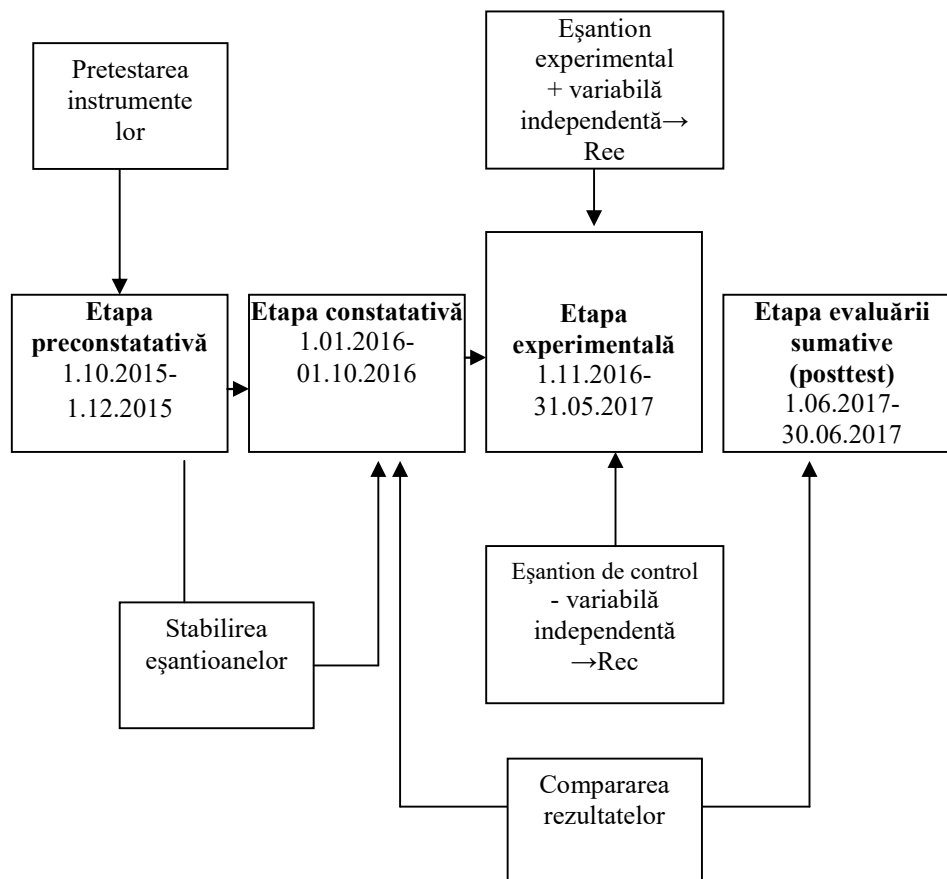 Pretestarea
instrumente
lor
Eşantion
experimental
+ variabilă
independentă→
Ree
Etapa
preconstatativă
1.10.2015-
1.12.2015
Etapa constatativă
1.01.2016-
01.10.2016
Etapa
experimentală
1.11.2016-
31.05.2017
Etapa evaluării
sumative
(posttest)
1.06.2017-
30.06.2017
Stabilirea
eşantioanelor
Eşantion de control
- variabilă
independentă
→Rec
Compararea
rezultatelor